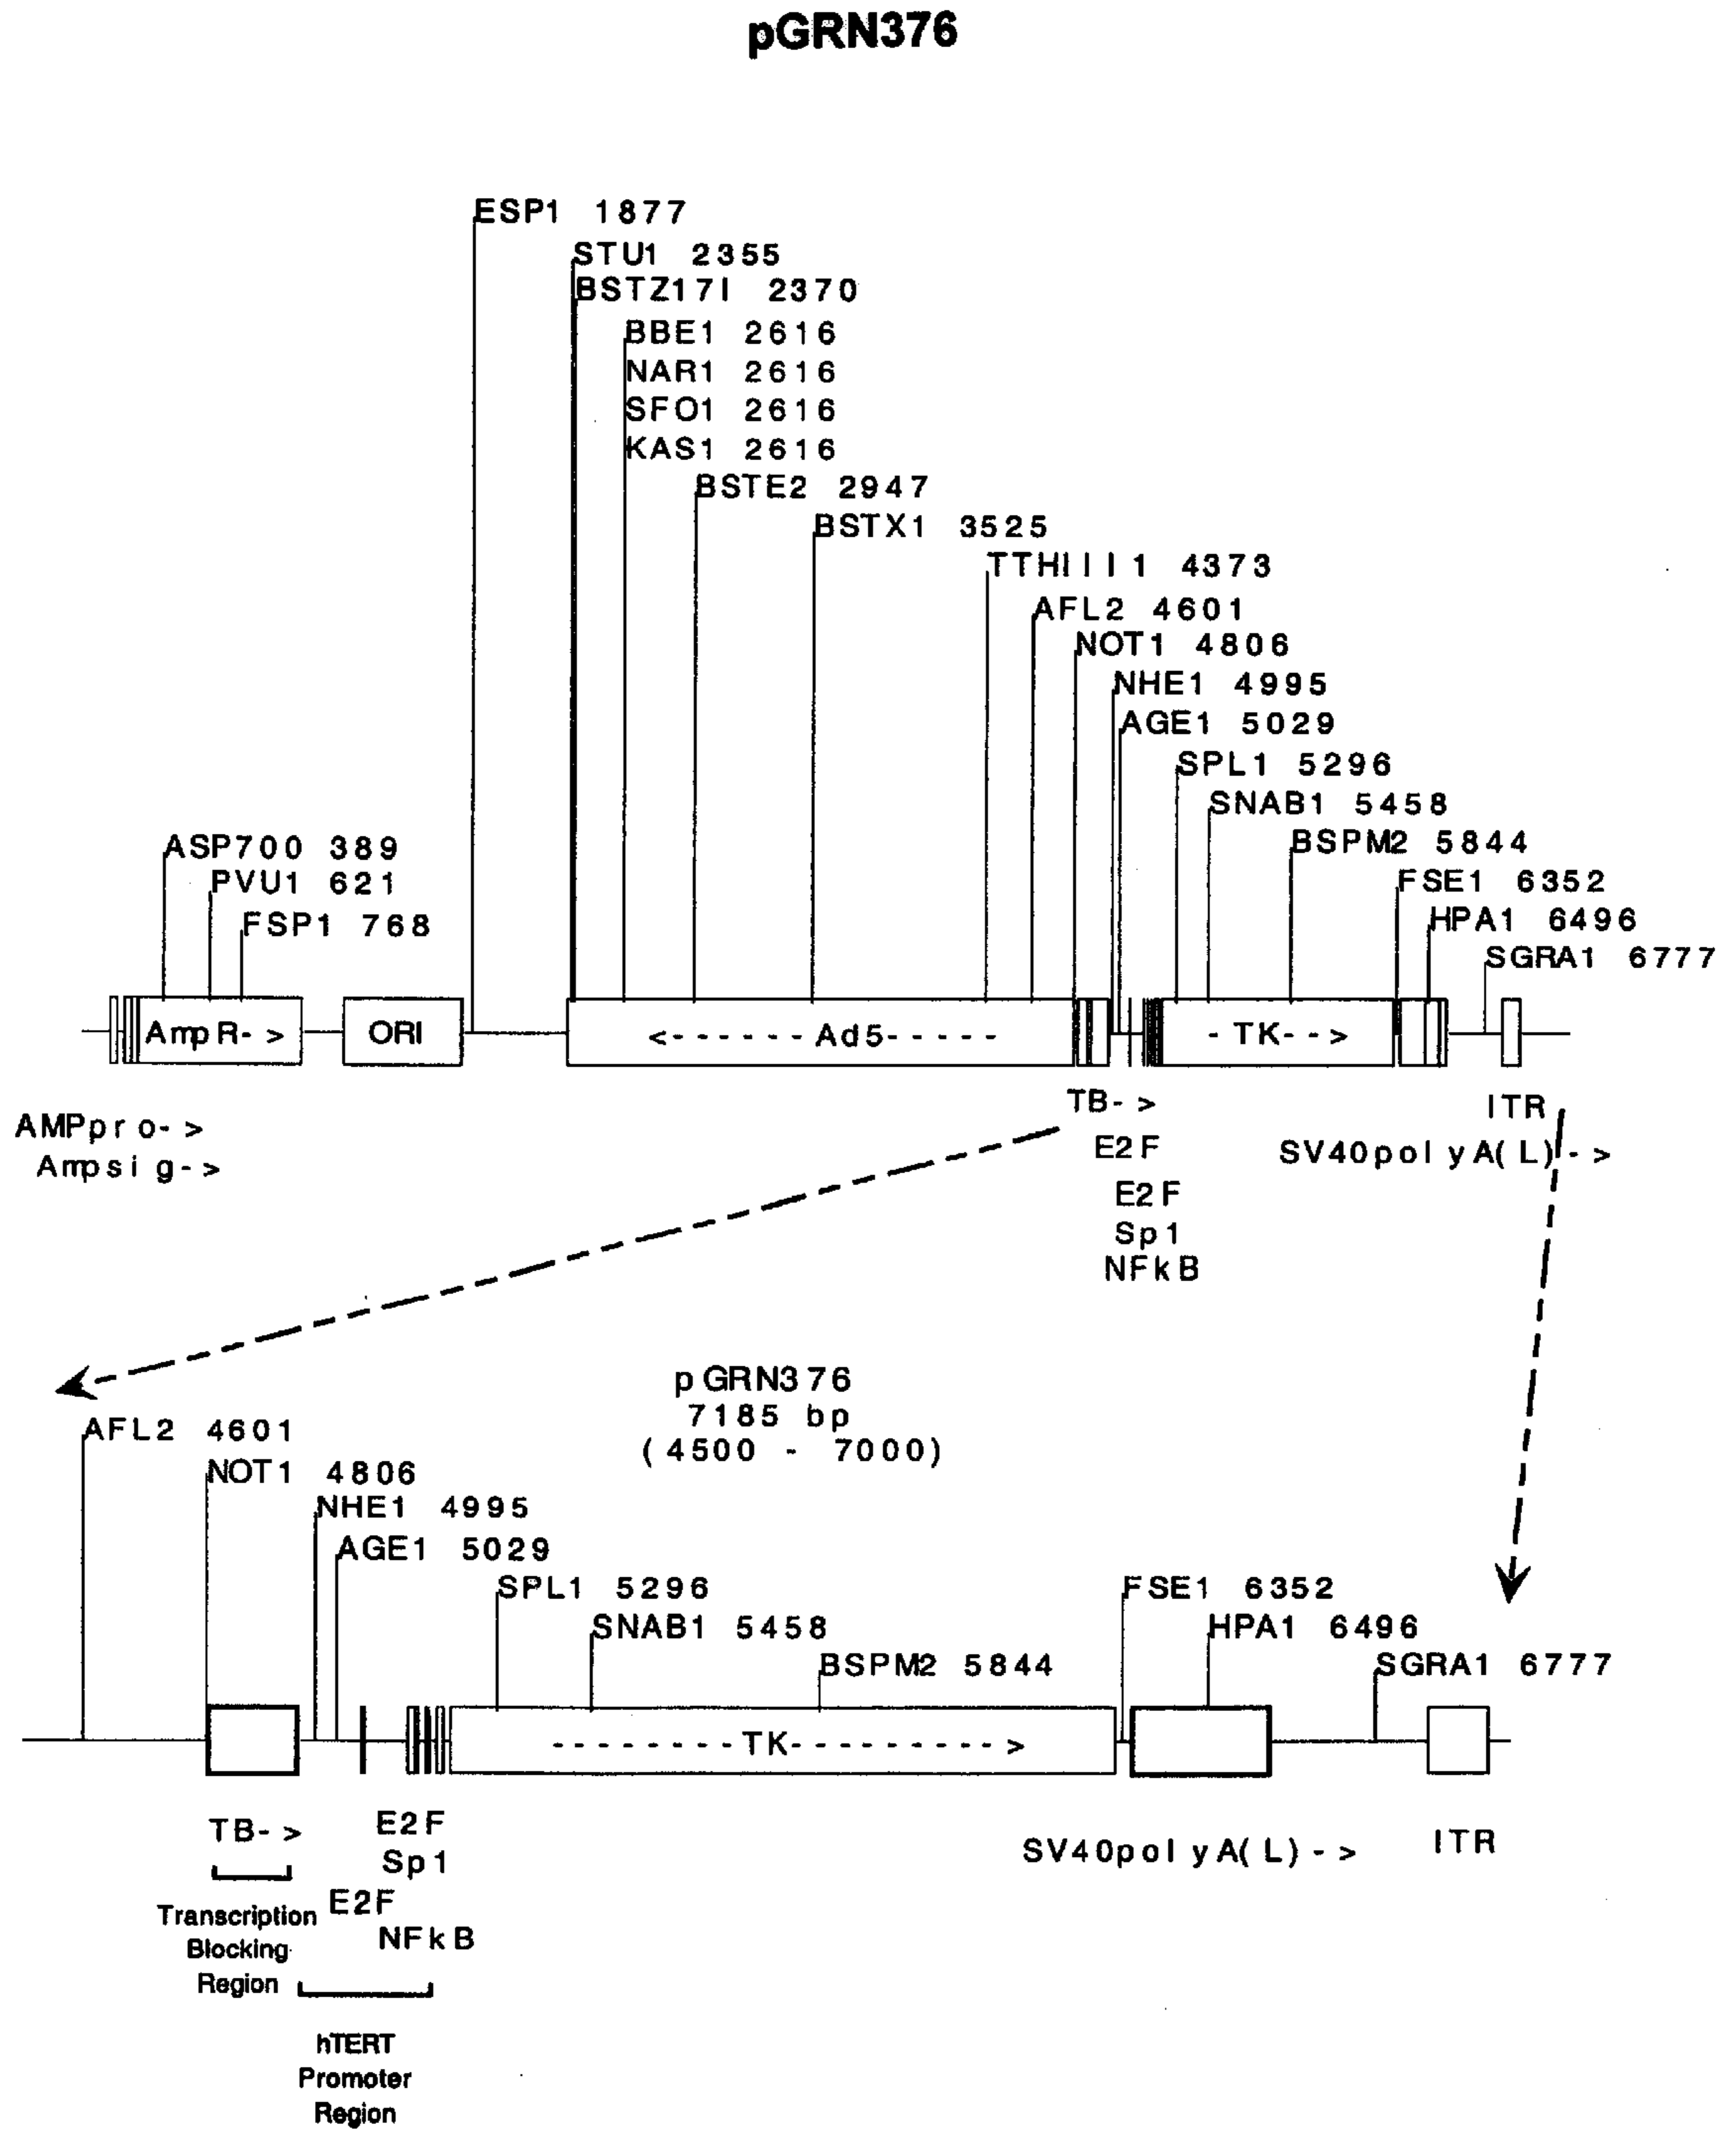 pGRN376
ESP1 1877
STU1 2355
BSTZ17I 2370
BBE1 2616
NAR1 2616
SFO1 2616
KAS1 2616
BSTE2 2947
BSTX1 3525
TTHIII1 4373
AFL2 4601
NOT1 4806
NHE1 4995
AGE1 5029
SPL1 5296
SNAB1 5458
ASP700 389
BSPM2 5844
PVU1 621
FSE1 6352
FSP1 768
HPA1 6496
SGRA1 6777
AmpR- >
ORI
<- - - - - - Ad5- - - - -
- TK- - >
TB- >
ITR
AMPpro- >
E2F
SV40polyA(L)- >
Ampsig- >
E2F
Sp1
NFkB
pGRN376
7185 bp
(4500 - 7000)
AFL2 4601
NOT1 4806
NHE1 4995
AGE1 5029
SPL1 5296
FSE1 6352
SNAB1 5458
HPA1 6496
BSPM2 5844
SGRA1 6777
- - - - - - - - TK- - - - - - - - - >
TB- >
E2F
SV40polyA(L)- >
ITR
Sp1
E2F
NFkB
Transcription
Blocking
Region
hTERT
Promoter
Region